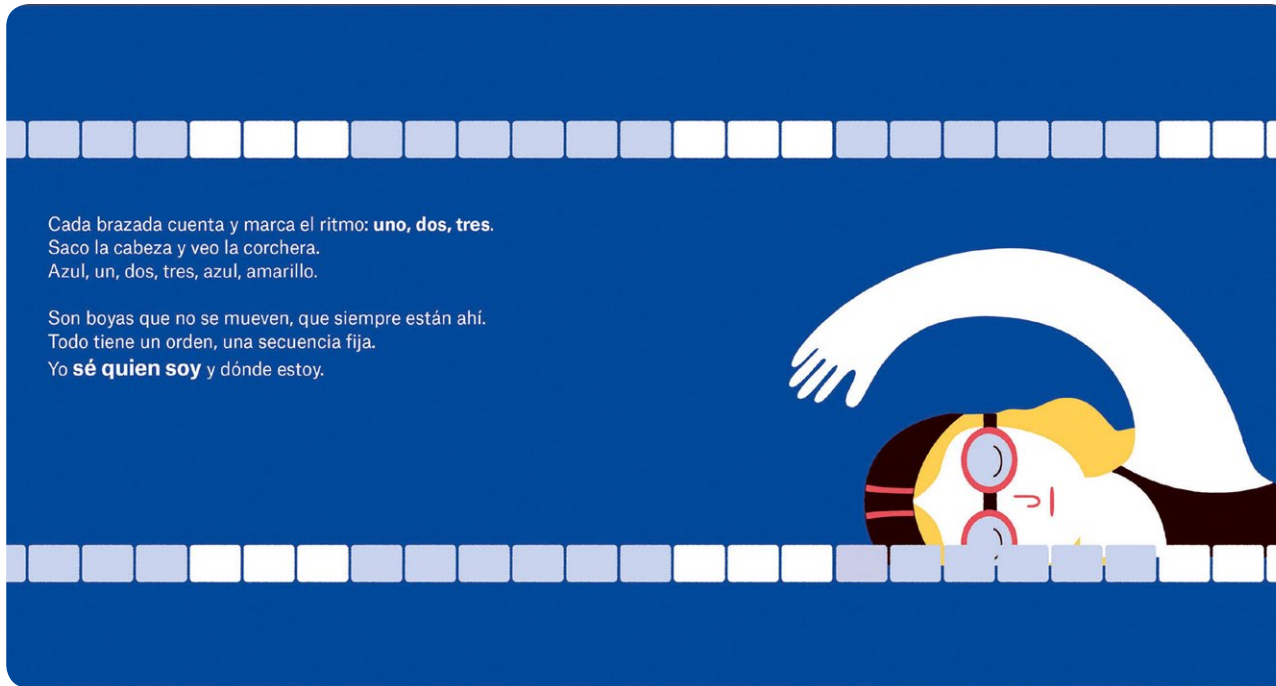 Cada brazada cuenta y marca el ritmo: uno, dos, tres.
Saco la cabeza y veo la corchera.
Azul, un, dos, tres, azul, amarillo.
Son boyas que no se mueven, que siempre están ahí.
Todo tiene un orden, una secuencia fija.
Yo sé quien soy y dónde estoy.